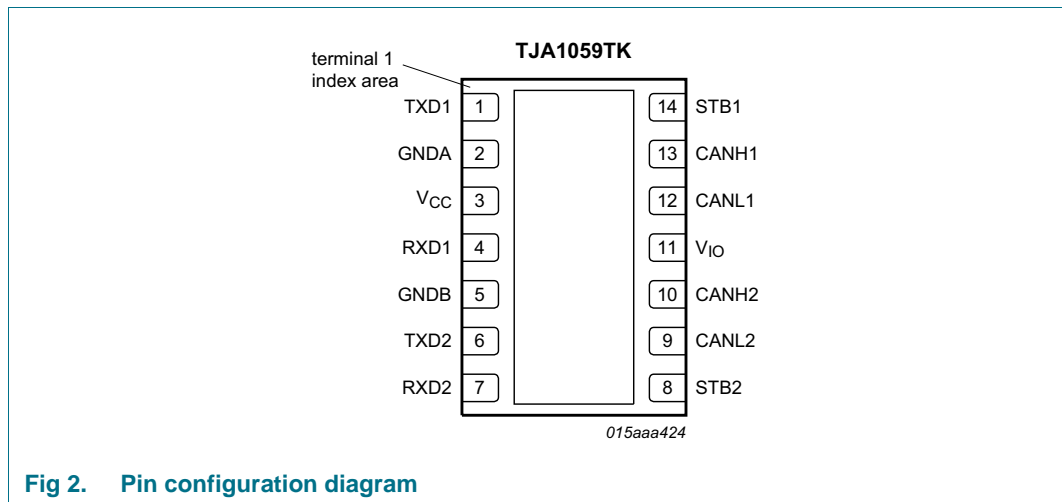 TJA1059TK
terminal 1
index area
TXD1 1 14 STB1
GNDA 2 13 CANH1
VCC 3 12 CANL1
RXD1 4 11 VIO
GNDB 5 10 CANH2
TXD2 6 9 CANL2
RXD2 7 8 STB2
015aaa424
Fig 2. Pin configuration diagram